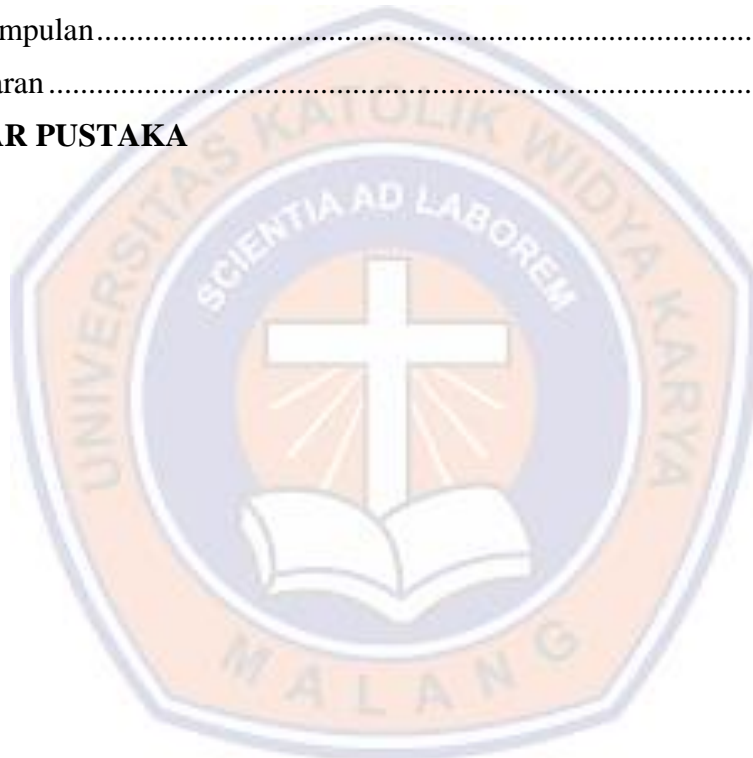 mpulan........................................................................................
aran..............................................................................................
AR PUSTAKA
UNIVERSITAS KATOLIK WIDYA KARYA
SCIENTIA AD LABOREM
MALANG